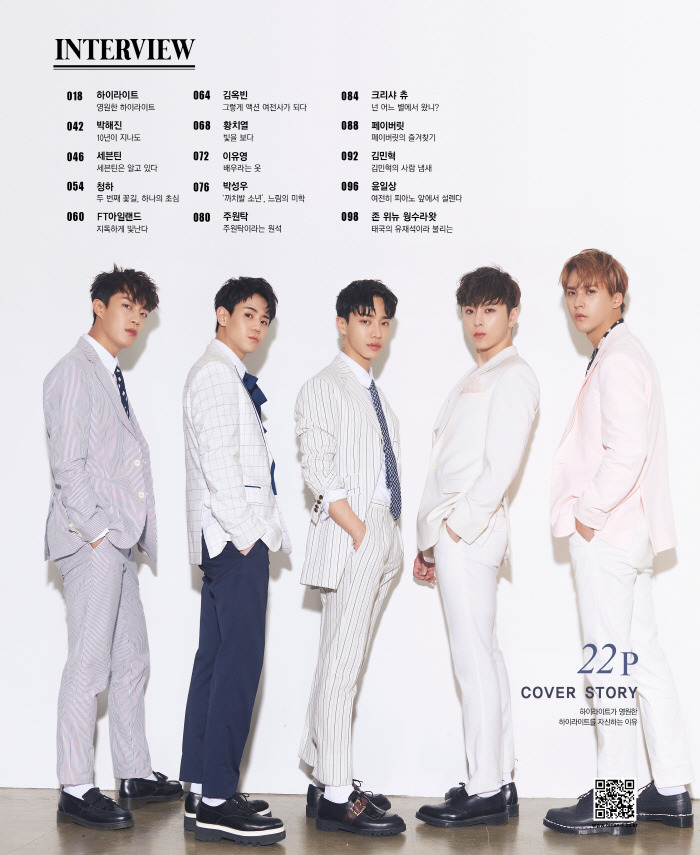 INTERVIEW
018 하이라이트
영원한 하이라이트
042 박해진
10년이 지나도
046 세븐틴
세븐틴은 알고 있다
054 청하
두 번째 꽃길, 하나의 초심
060 FT아일랜드
지독하게 빛난다
064 김옥빈
그렇게 액션 여전사가 되다
068 황치열
빛을 보다
072 이유영
배우라는 옷
076 박성우
'까치발 소년', 느림의 미학
080 주원탁
주원탁이라는 원석
084 크리샤 츄
넌 어느 별에서 왔니?
088 페이버릿
페이버릿의 즐겨찾기
092 김민혁
김민혁의 사람 냄새
096 윤일상
여전히 피아노 앞에서 설렌다
098 존 위뉴 웡수라왓
태국의 유재석이라 불리는
22P
COVER STORY
하이라이트가 영원한
하이라이트를 자신하는 이유